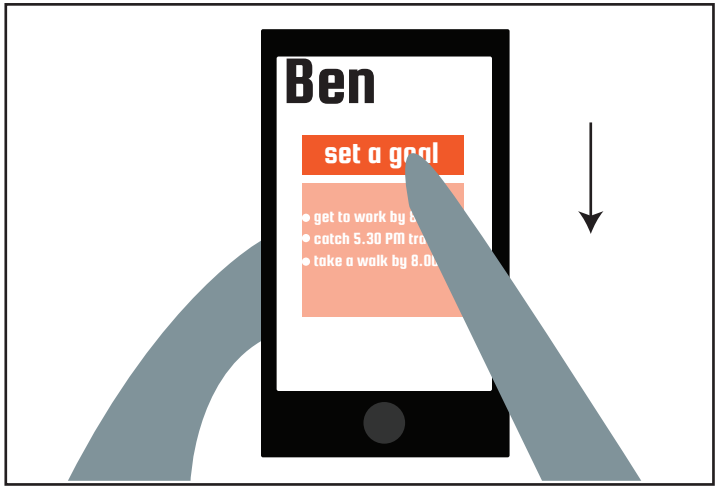 Ben
set a goal
get to work by
catch 5.30 PM
take a walk by